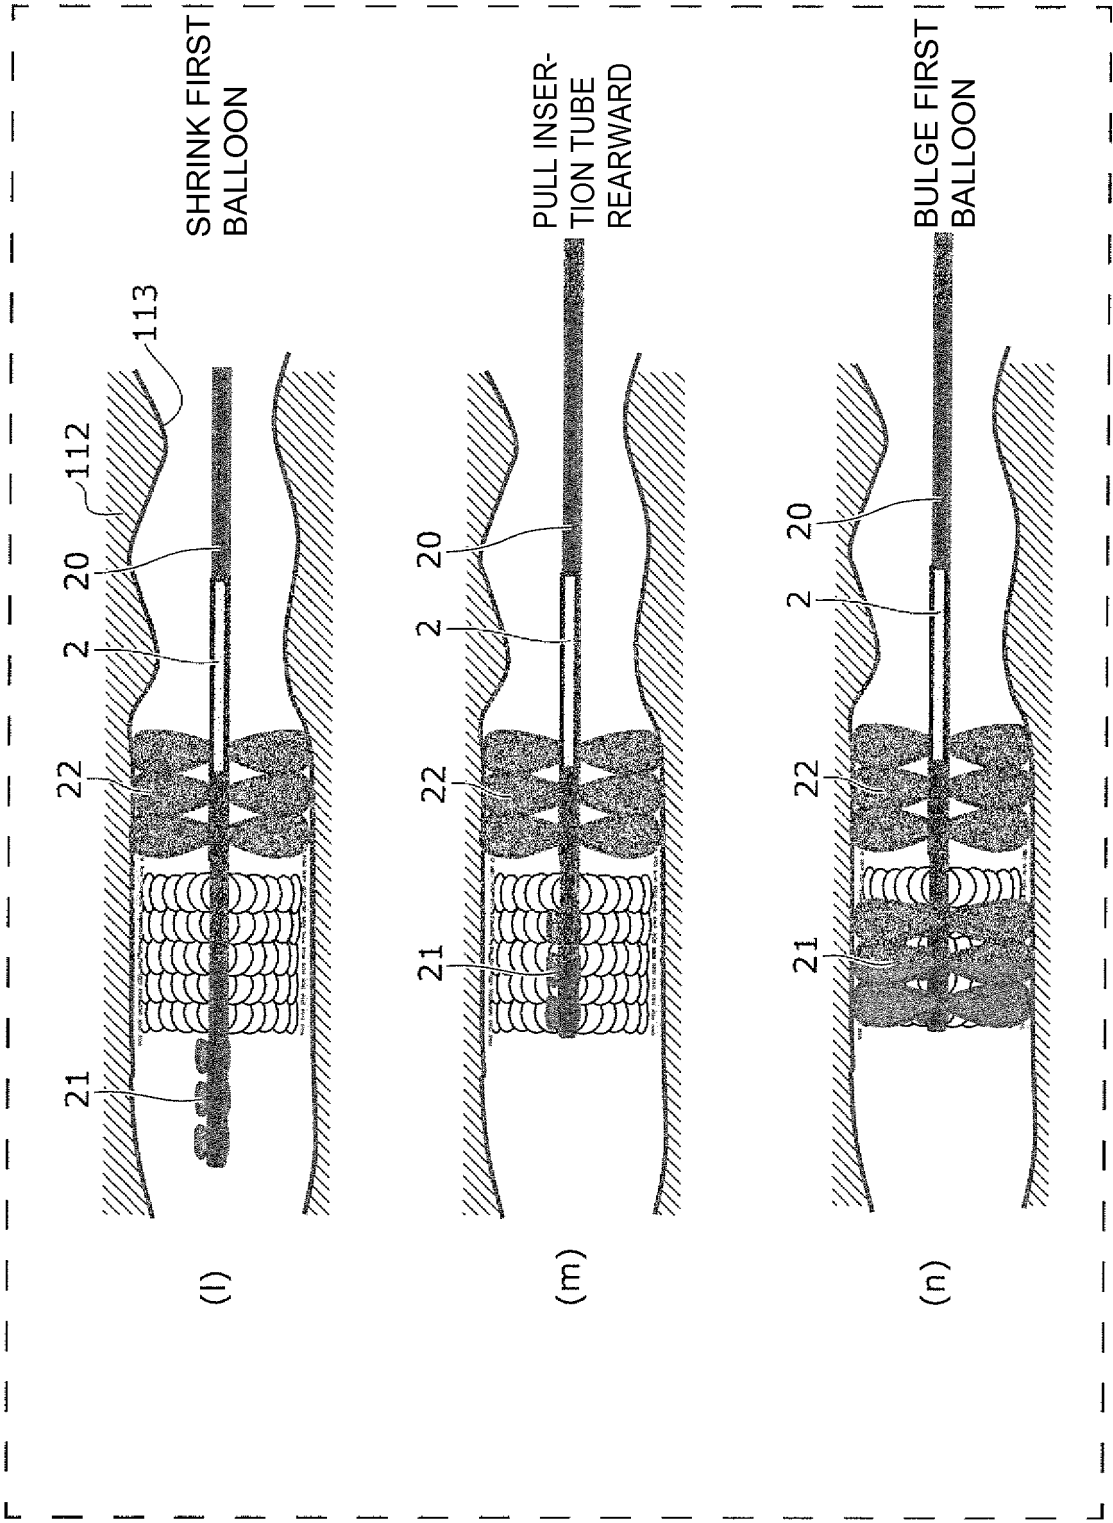 SHRINK FIRST
BALLOON
113
112
20
2
22
21
(l)
PULL INSER-
TION TUBE
REARWARD
20
2
22
21
(m)
BULGE FIRST
BALLOON
20
2
22
21
(n)